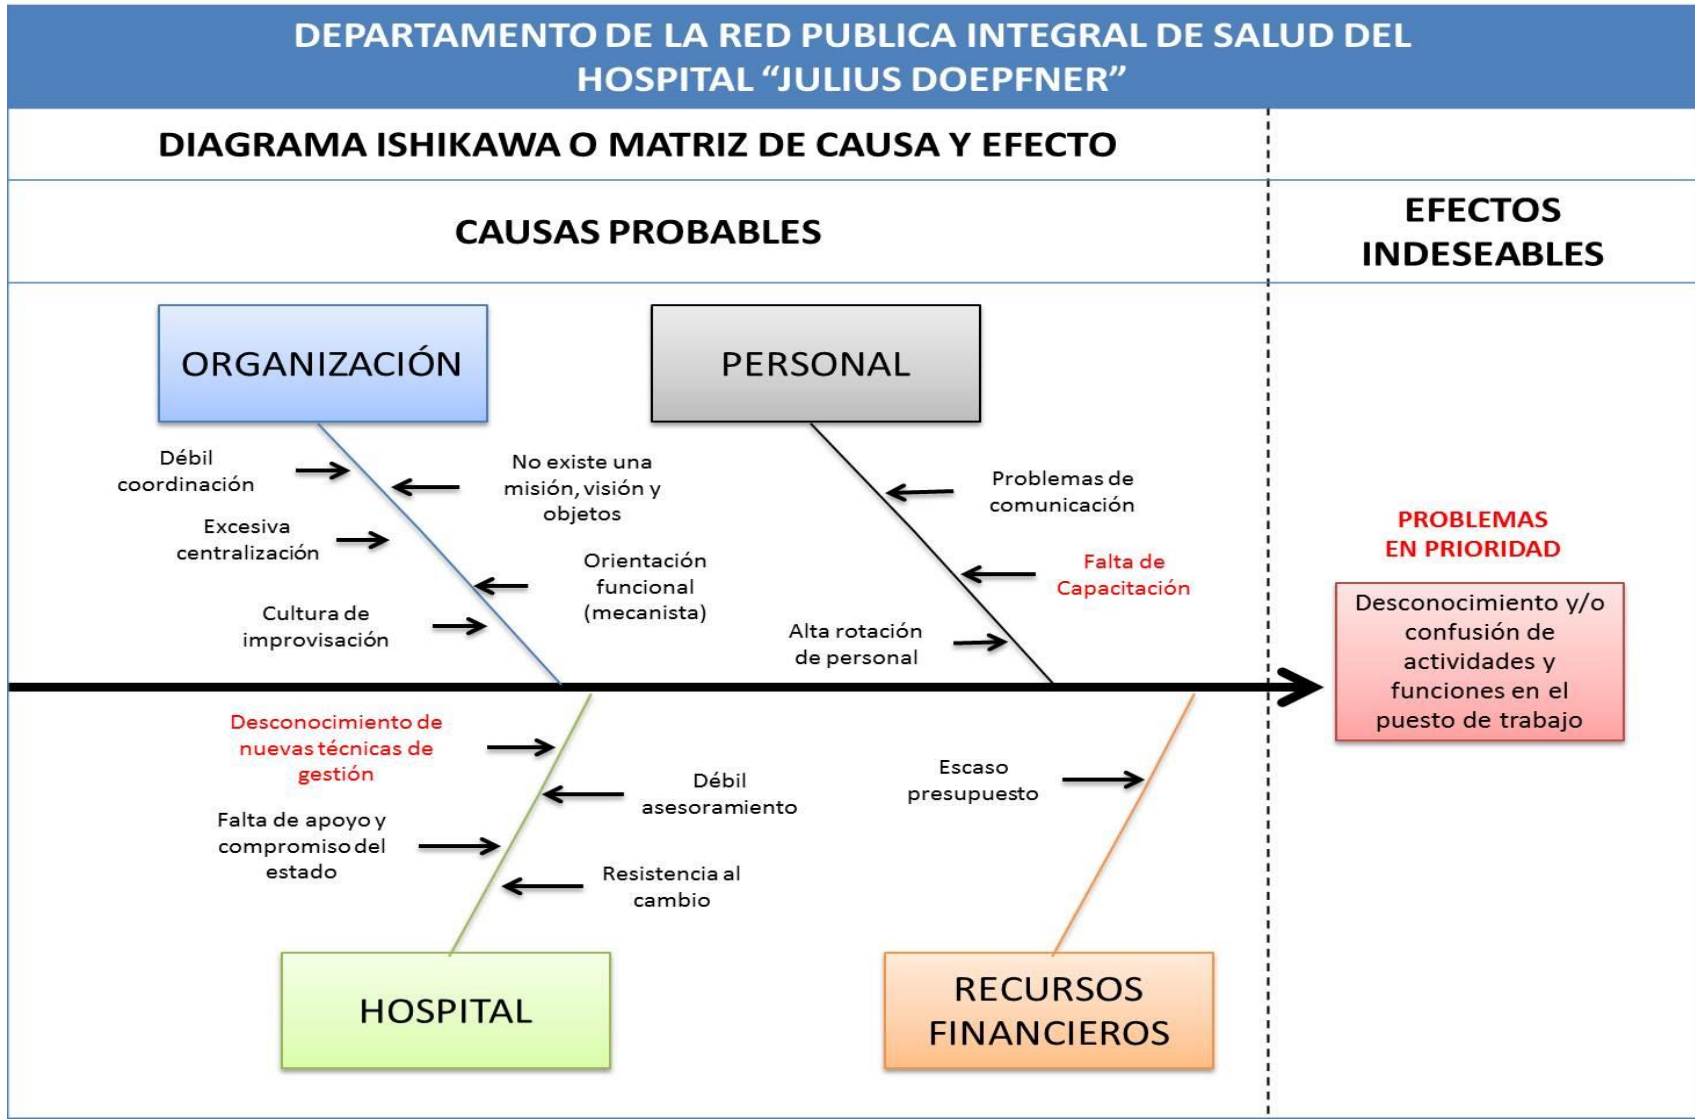 DEPARTAMENTO DE LA RED PUBLICA INTEGRAL DE SALUD DEL
HOSPITAL “JULIUS DOEPFNER”
DIAGRAMA ISHIKAWA O MATRIZ DE CAUSA Y EFECTO
CAUSAS PROBABLES
EFECTOS
INDESEABLES
ORGANIZACIÓN
PERSONAL
Débil
coordinación
No existe una
misión, visión y
objetos
Excesiva
centralización
Orientación
funcional
(mecanista)
Cultura de
improvisación
Problemas de
comunicación
Falta de
Capacitación
Alta rotación
de personal
PROBLEMAS
EN PRIORIDAD
Desconocimiento y/o
confusión de
actividades y
funciones en el
puesto de trabajo
Desconocimiento de
nuevas técnicas de
gestión
Débil
asesoramiento
Falta de apoyo y
compromiso del
estado
Resistencia al
cambio
Escaso
presupuesto
HOSPITAL
RECURSOS
FINANCIEROS